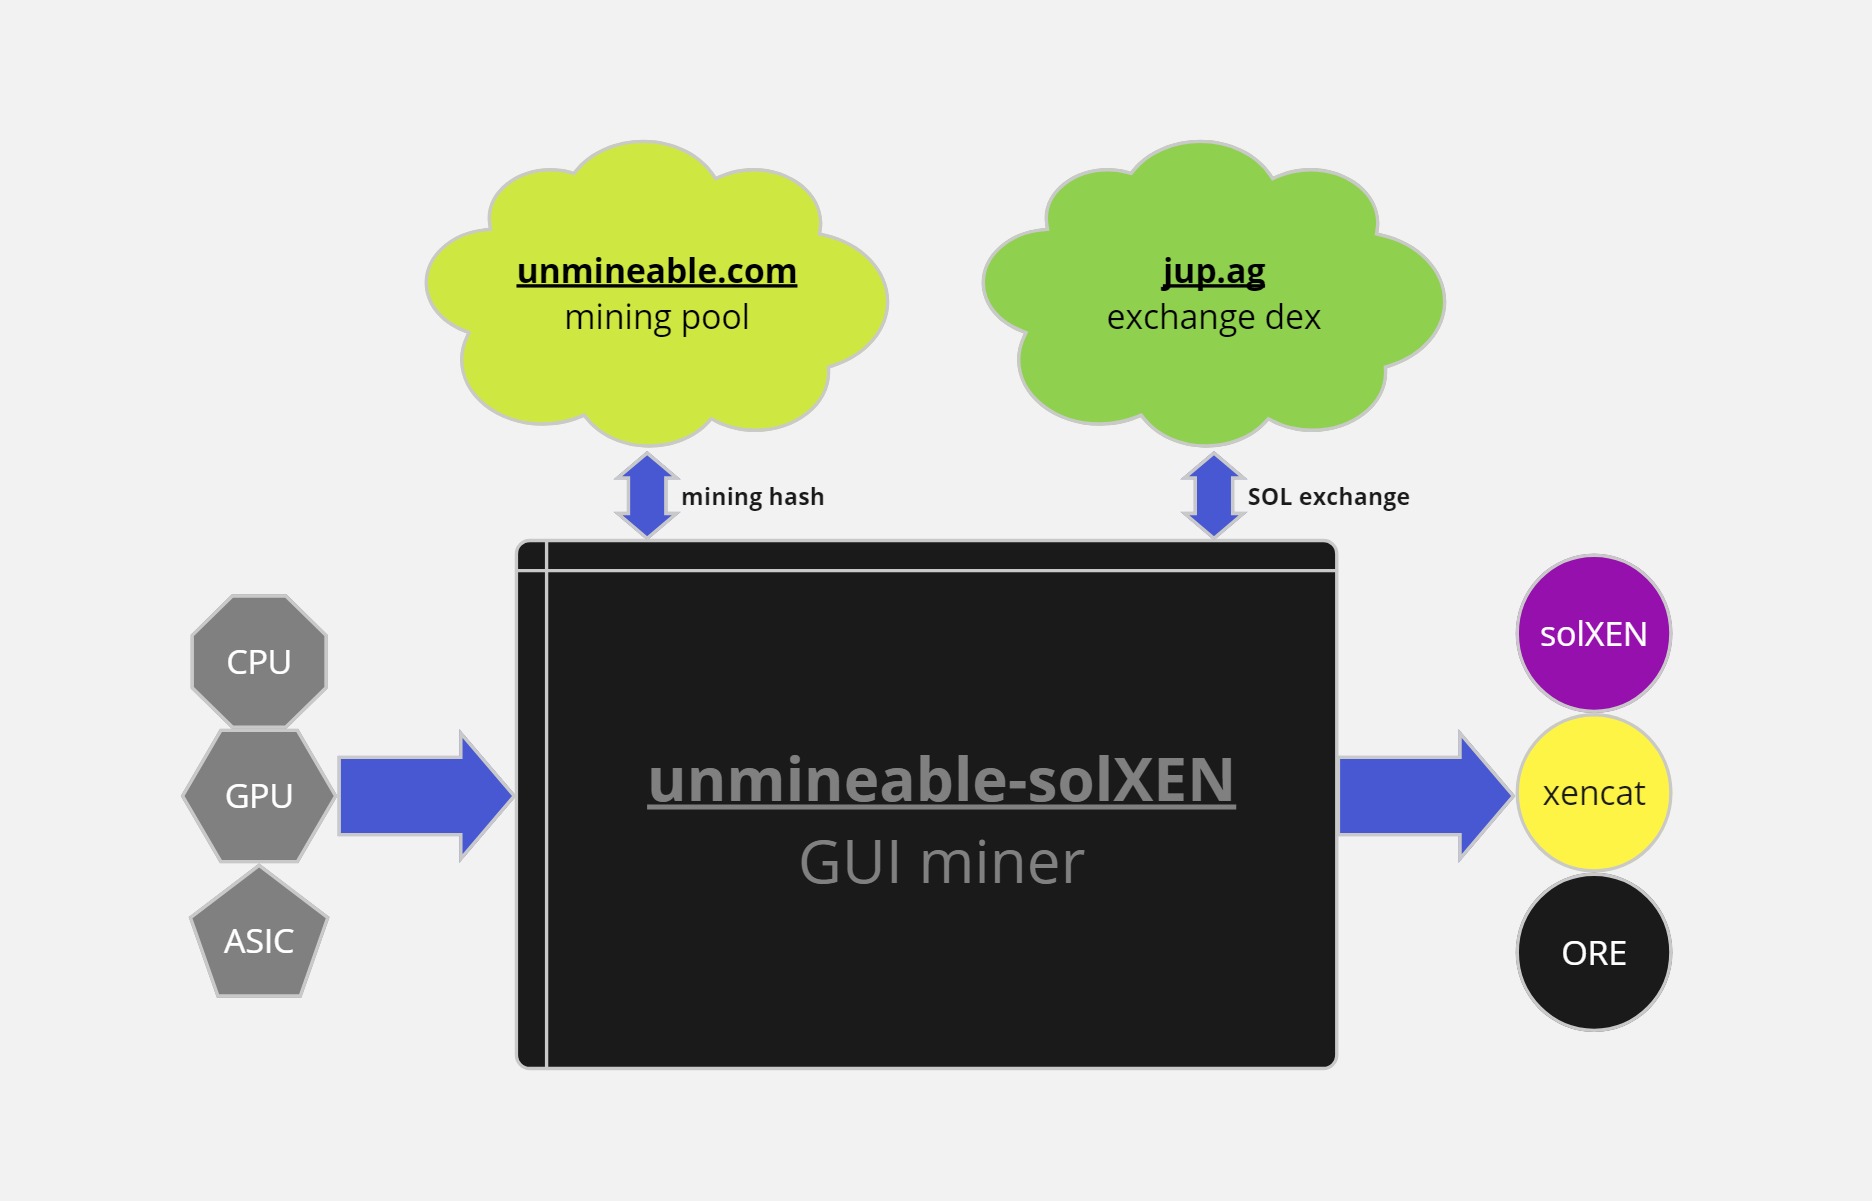 unmineable.com
mining pool
jup.ag
exchange dex
mining hash
SOL exchange
CPU
GPU
ASIC
unmineable-solXEN
GUI miner
solXEN
xencat
ORE